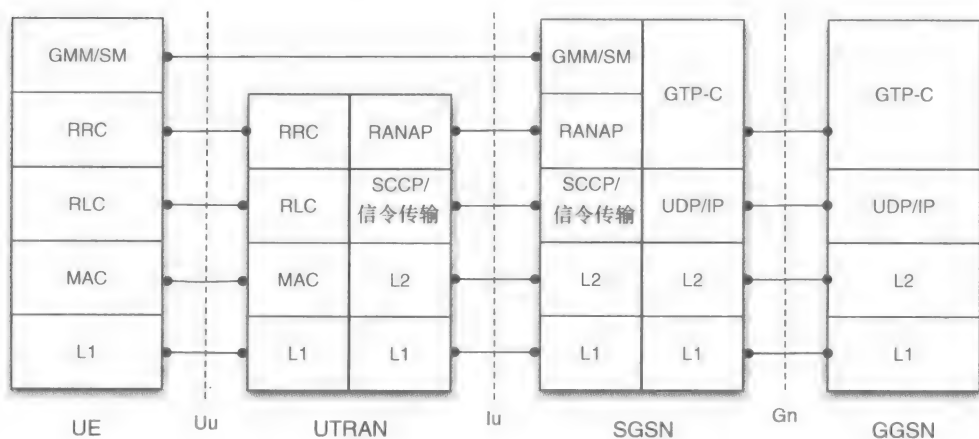 GMM/SM
GMM/SM
GTP-C
GTP-C
RRC
RRC
RANAP
RANAP
RLC
RLC
SCCP/
信令传输
SCCP/
信令传输
UDP/IP
UDP/IP
MAC
MAC
L2
L2
L2
L2
L1
L1
L1
L1
L1
L1
UE
Uu
UTRAN
Iu
SGSN
Gn
GGSN